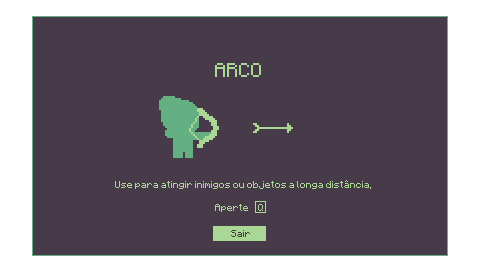 ARCO
Use para atingir inimigos ou objetos a longa distância.
Aperte Q
Sair